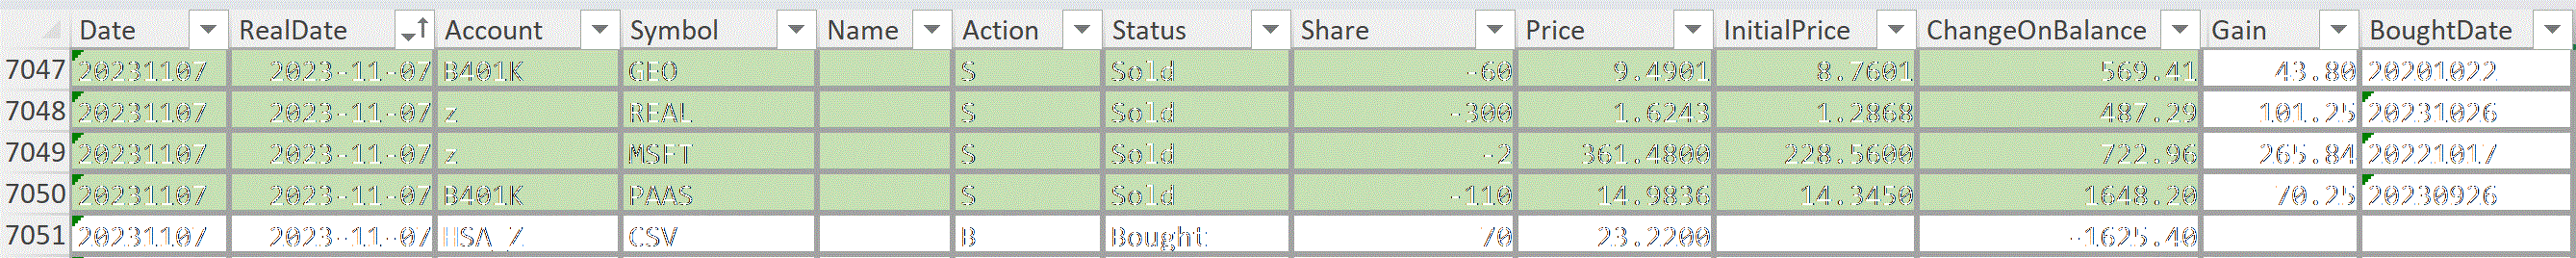 Date RealDate Account Symbol Name Action Status Share Price InitialPrice ChangeOnBalance Gain BoughtDate
7047 20231107 2023-11-07 B401K GEO S Sold -60 9.4901 8.7601 569.41 43.80 20201022
7048 20231107 2023-11-07 z REAL S Sold -300 1.6243 1.2868 487.29 101.25 20231026
7049 20231107 2023-11-07 z MSFT S Sold -2 361.4800 228.5600 722.96 265.84 20221017
7050 20231107 2023-11-07 B401K PAAS S Sold -110 14.9836 14.3450 1648.20 70.25 20230926
7051 20231107 2023-11-07 HSA_Z CSV B Bought 70 23.2200 -1625.40